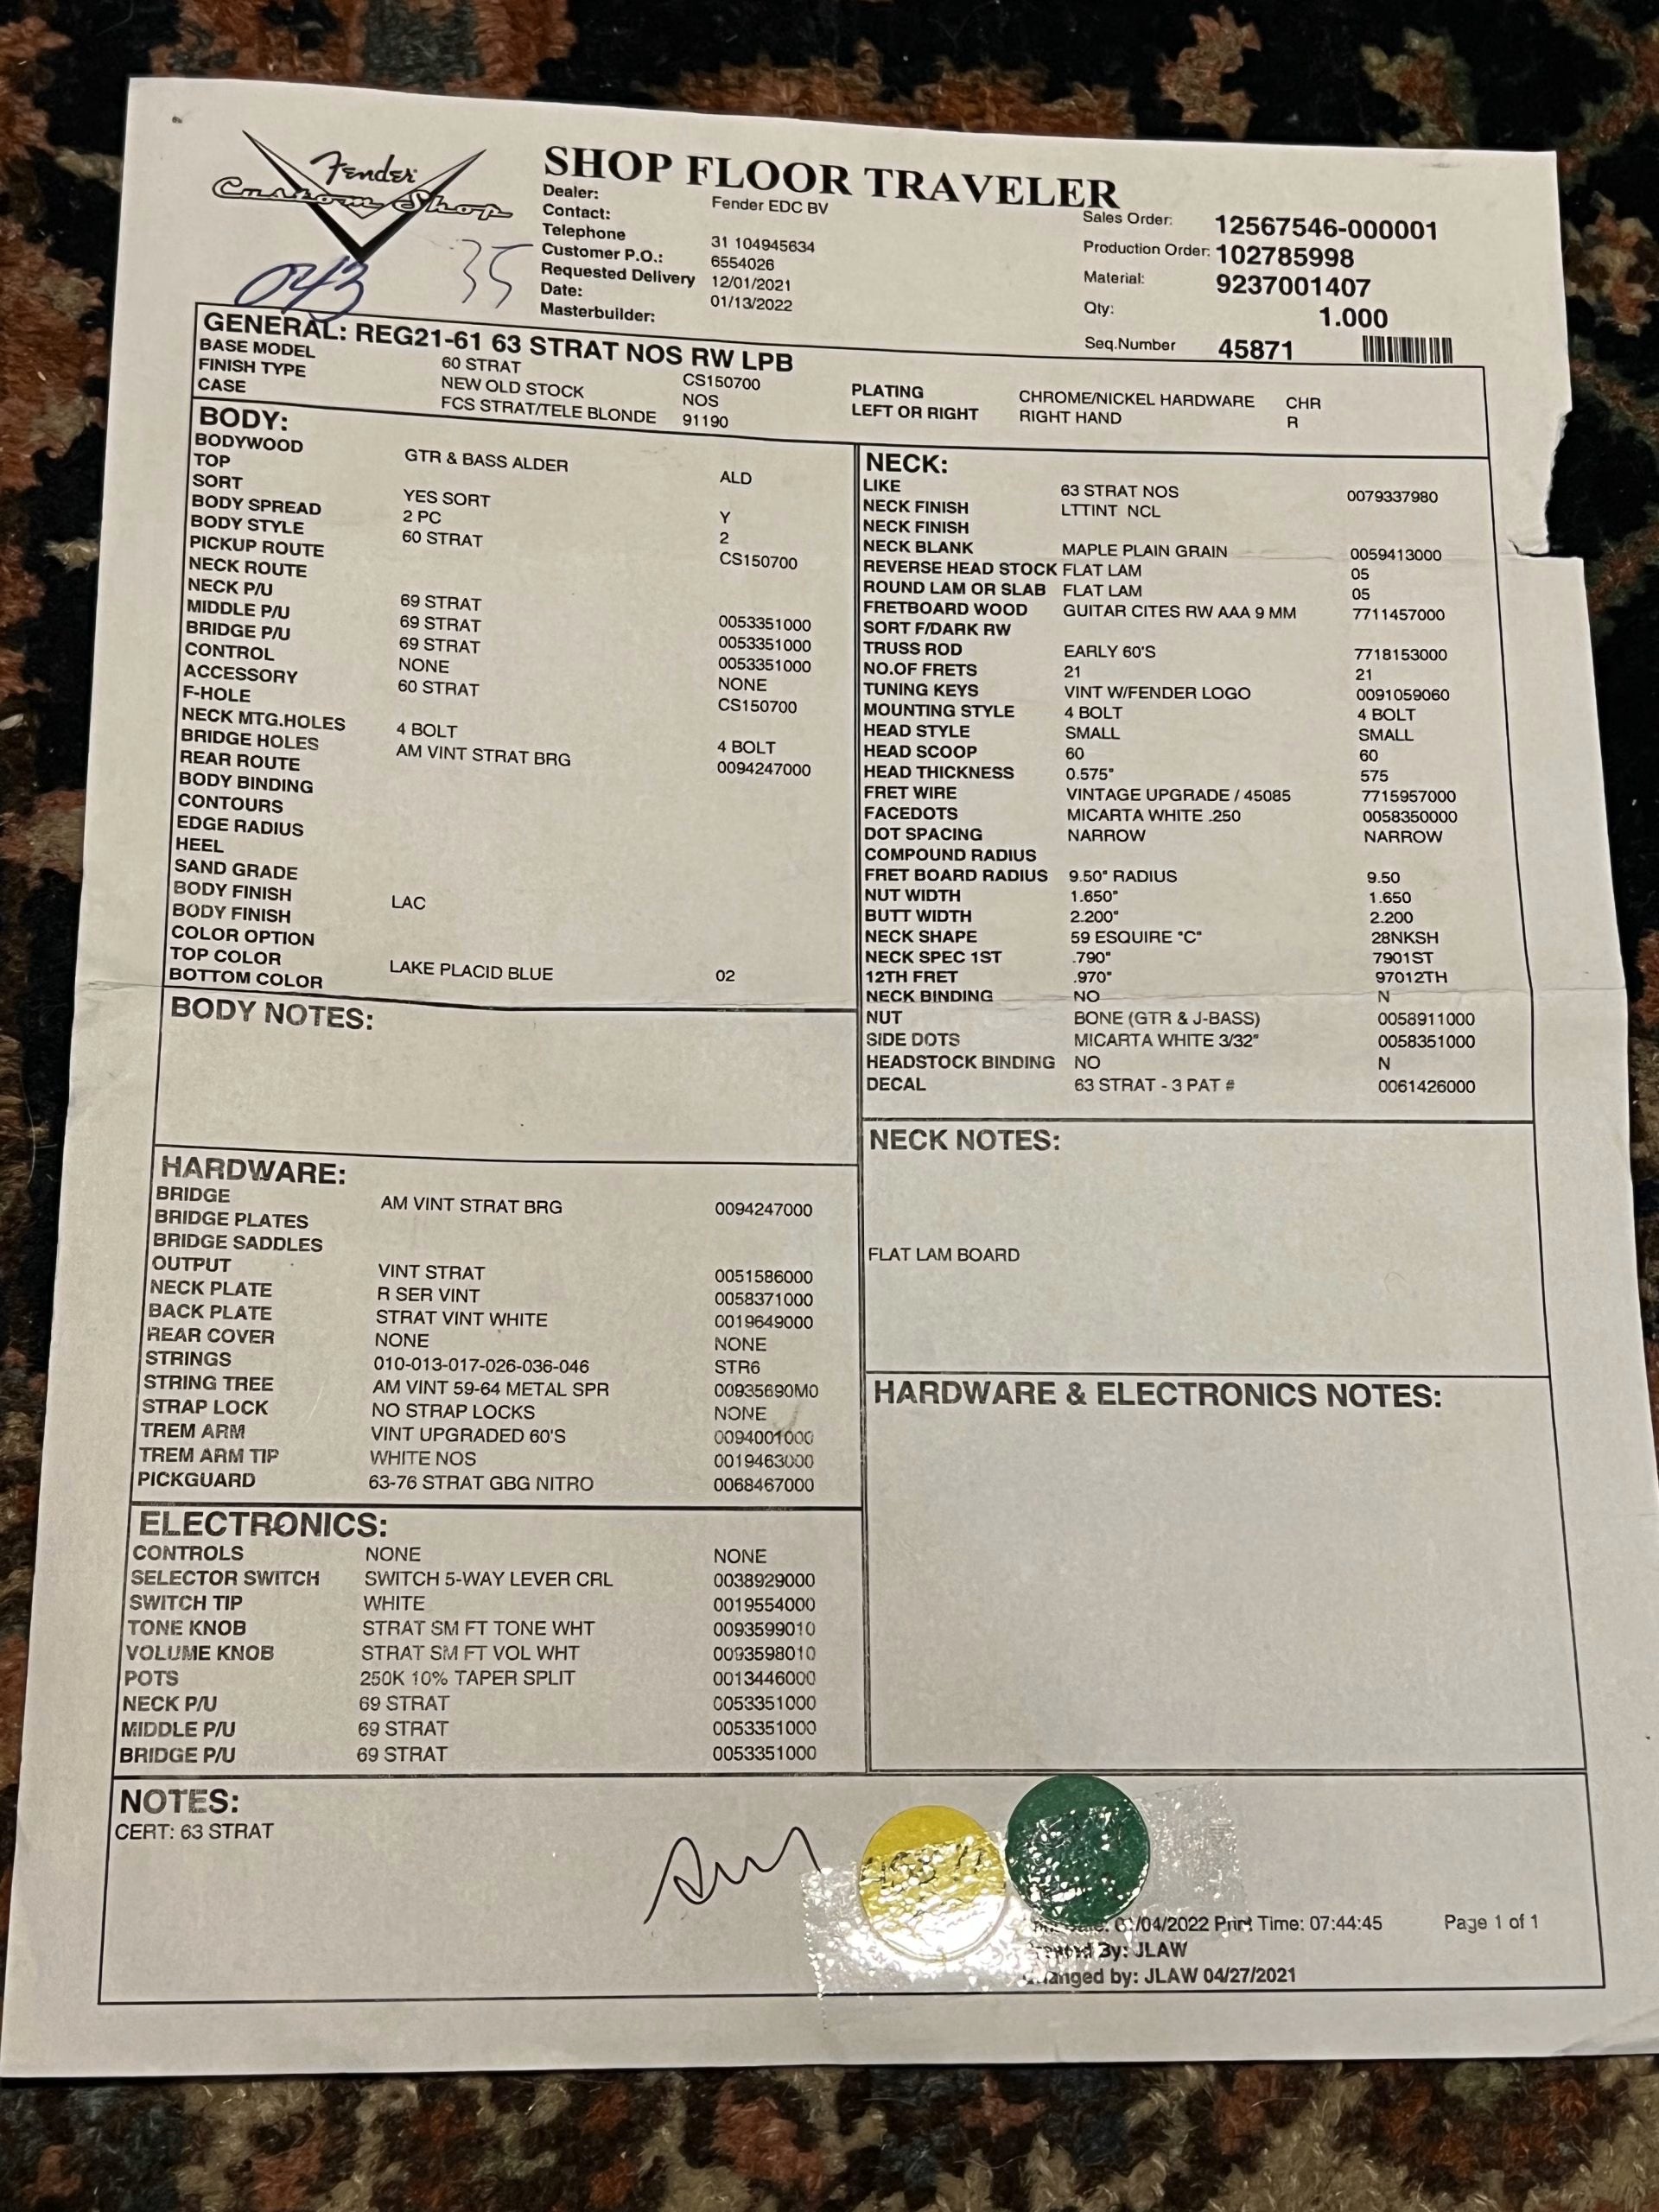 Fender
Custom Shop
SHOP FLOOR TRAVELER
35
Dealer: Fender EDC BV
Contact:
Telephone 31 104945634
Customer P.O.: 6554026
Requested Delivery 12/01/2021
Date: 01/13/2022
Masterbuilder:
Sales Order: 12567546-000001
Production Order: 102785998
Material: 9237001407
Qty: 1.000
Seq.Number 45871
GENERAL: REG21-61 63 STRAT NOS RW LPB
BASE MODEL 60 STRAT CS150700
FINISH TYPE NEW OLD STOCK NOS
CASE FCS STRAT/TELE BLONDE 91190
PLATING CHROME/NICKEL HARDWARE CHR
LEFT OR RIGHT RIGHT HAND R
BODY:
BODYWOOD GTR & BASS ALDER ALD
TOP
SORT YES SORT Y
BODY SPREAD 2 PC 2
BODY STYLE 60 STRAT CS150700
PICKUP ROUTE
NECK ROUTE
NECK P/U 69 STRAT 0053351000
MIDDLE P/U 69 STRAT 0053351000
BRIDGE P/U 69 STRAT 0053351000
CONTROL NONE NONE
ACCESSORY 60 STRAT CS150700
F-HOLE
NECK MTG.HOLES 4 BOLT 4 BOLT
BRIDGE HOLES AM VINT STRAT BRG 0094247000
REAR ROUTE
BODY BINDING
CONTOURS
EDGE RADIUS
HEEL
SAND GRADE
BODY FINISH LAC
BODY FINISH
COLOR OPTION
TOP COLOR LAKE PLACID BLUE 02
BOTTOM COLOR
BODY NOTES:
HARDWARE:
BRIDGE AM VINT STRAT BRG 0094247000
BRIDGE PLATES
BRIDGE SADDLES
OUTPUT VINT STRAT 0051586000
NECK PLATE R SER VINT 0058371000
BACK PLATE STRAT VINT WHITE 0019649000
REAR COVER NONE NONE
STRINGS 010-013-017-026-036-046 STR6
STRING TREE AM VINT 59-64 METAL SPR 00935690M0
STRAP LOCK NO STRAP LOCKS NONE
TREM ARM VINT UPGRADED 60'S 0094001000
TREM ARM TIP WHITE NOS 0019463000
PICKGUARD 63-76 STRAT GBG NITRO 0068467000
ELECTRONICS:
CONTROLS NONE NONE
SELECTOR SWITCH SWITCH 5-WAY LEVER CRL 0038929000
SWITCH TIP WHITE 0019554000
TONE KNOB STRAT SM FT TONE WHT 0093599010
VOLUME KNOB STRAT SM FT VOL WHT 0093598010
POTS 250K 10% TAPER SPLIT 0013446000
NECK P/U 69 STRAT 0053351000
MIDDLE P/U 69 STRAT 0053351000
BRIDGE P/U 69 STRAT 0053351000
NECK:
LIKE 63 STRAT NOS 0079337980
NECK FINISH LTTINT NCL
NECK FINISH
NECK BLANK MAPLE PLAIN GRAIN 0059413000
REVERSE HEAD STOCK FLAT LAM 05
ROUND LAM OR SLAB FLAT LAM 05
FRETBOARD WOOD GUITAR CITES RW AAA 9 MM 7711457000
SORT F/DARK RW
TRUSS ROD EARLY 60'S 7718153000
NO.OF FRETS 21 21
TUNING KEYS VINT W/FENDER LOGO 0091059060
MOUNTING STYLE 4 BOLT 4 BOLT
HEAD STYLE SMALL SMALL
HEAD SCOOP 60 60
HEAD THICKNESS 0.575" 575
FRET WIRE VINTAGE UPGRADE / 45085 7715957000
FACEDOTS MICARTA WHITE .250 0058350000
DOT SPACING NARROW NARROW
COMPOUND RADIUS
FRET BOARD RADIUS 9.50" RADIUS 9.50
NUT WIDTH 1.650" 1.650
BUTT WIDTH 2.200" 2.200
NECK SHAPE 59 ESQUIRE "C" 28NKSH
NECK SPEC 1ST .790" 7901ST
12TH FRET .970" 97012TH
NECK BINDING NO N
NUT BONE (GTR & J-BASS) 0058911000
SIDE DOTS MICARTA WHITE 3/32" 0058351000
HEADSTOCK BINDING NO N
DECAL 63 STRAT - 3 PAT # 0061426000
NECK NOTES:
FLAT LAM BOARD
HARDWARE & ELECTRONICS NOTES:
NOTES:
CERT: 63 STRAT
45871
/04/2022 Print Time: 07:44:45 Page 1 of 1
By: JLAW
by: JLAW 04/27/2021